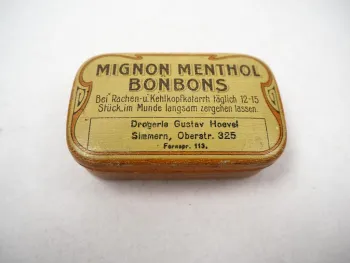 MIGNON MENTHOL
BONBONS
Bei Rachen-u. Kehlkopfkatarrh täglich 12-15
Stück, im Munde langsam zergehen lassen.
Drogerie Gustav Hoevel
Simmern, Oberstr. 325
Fernspr. 113.